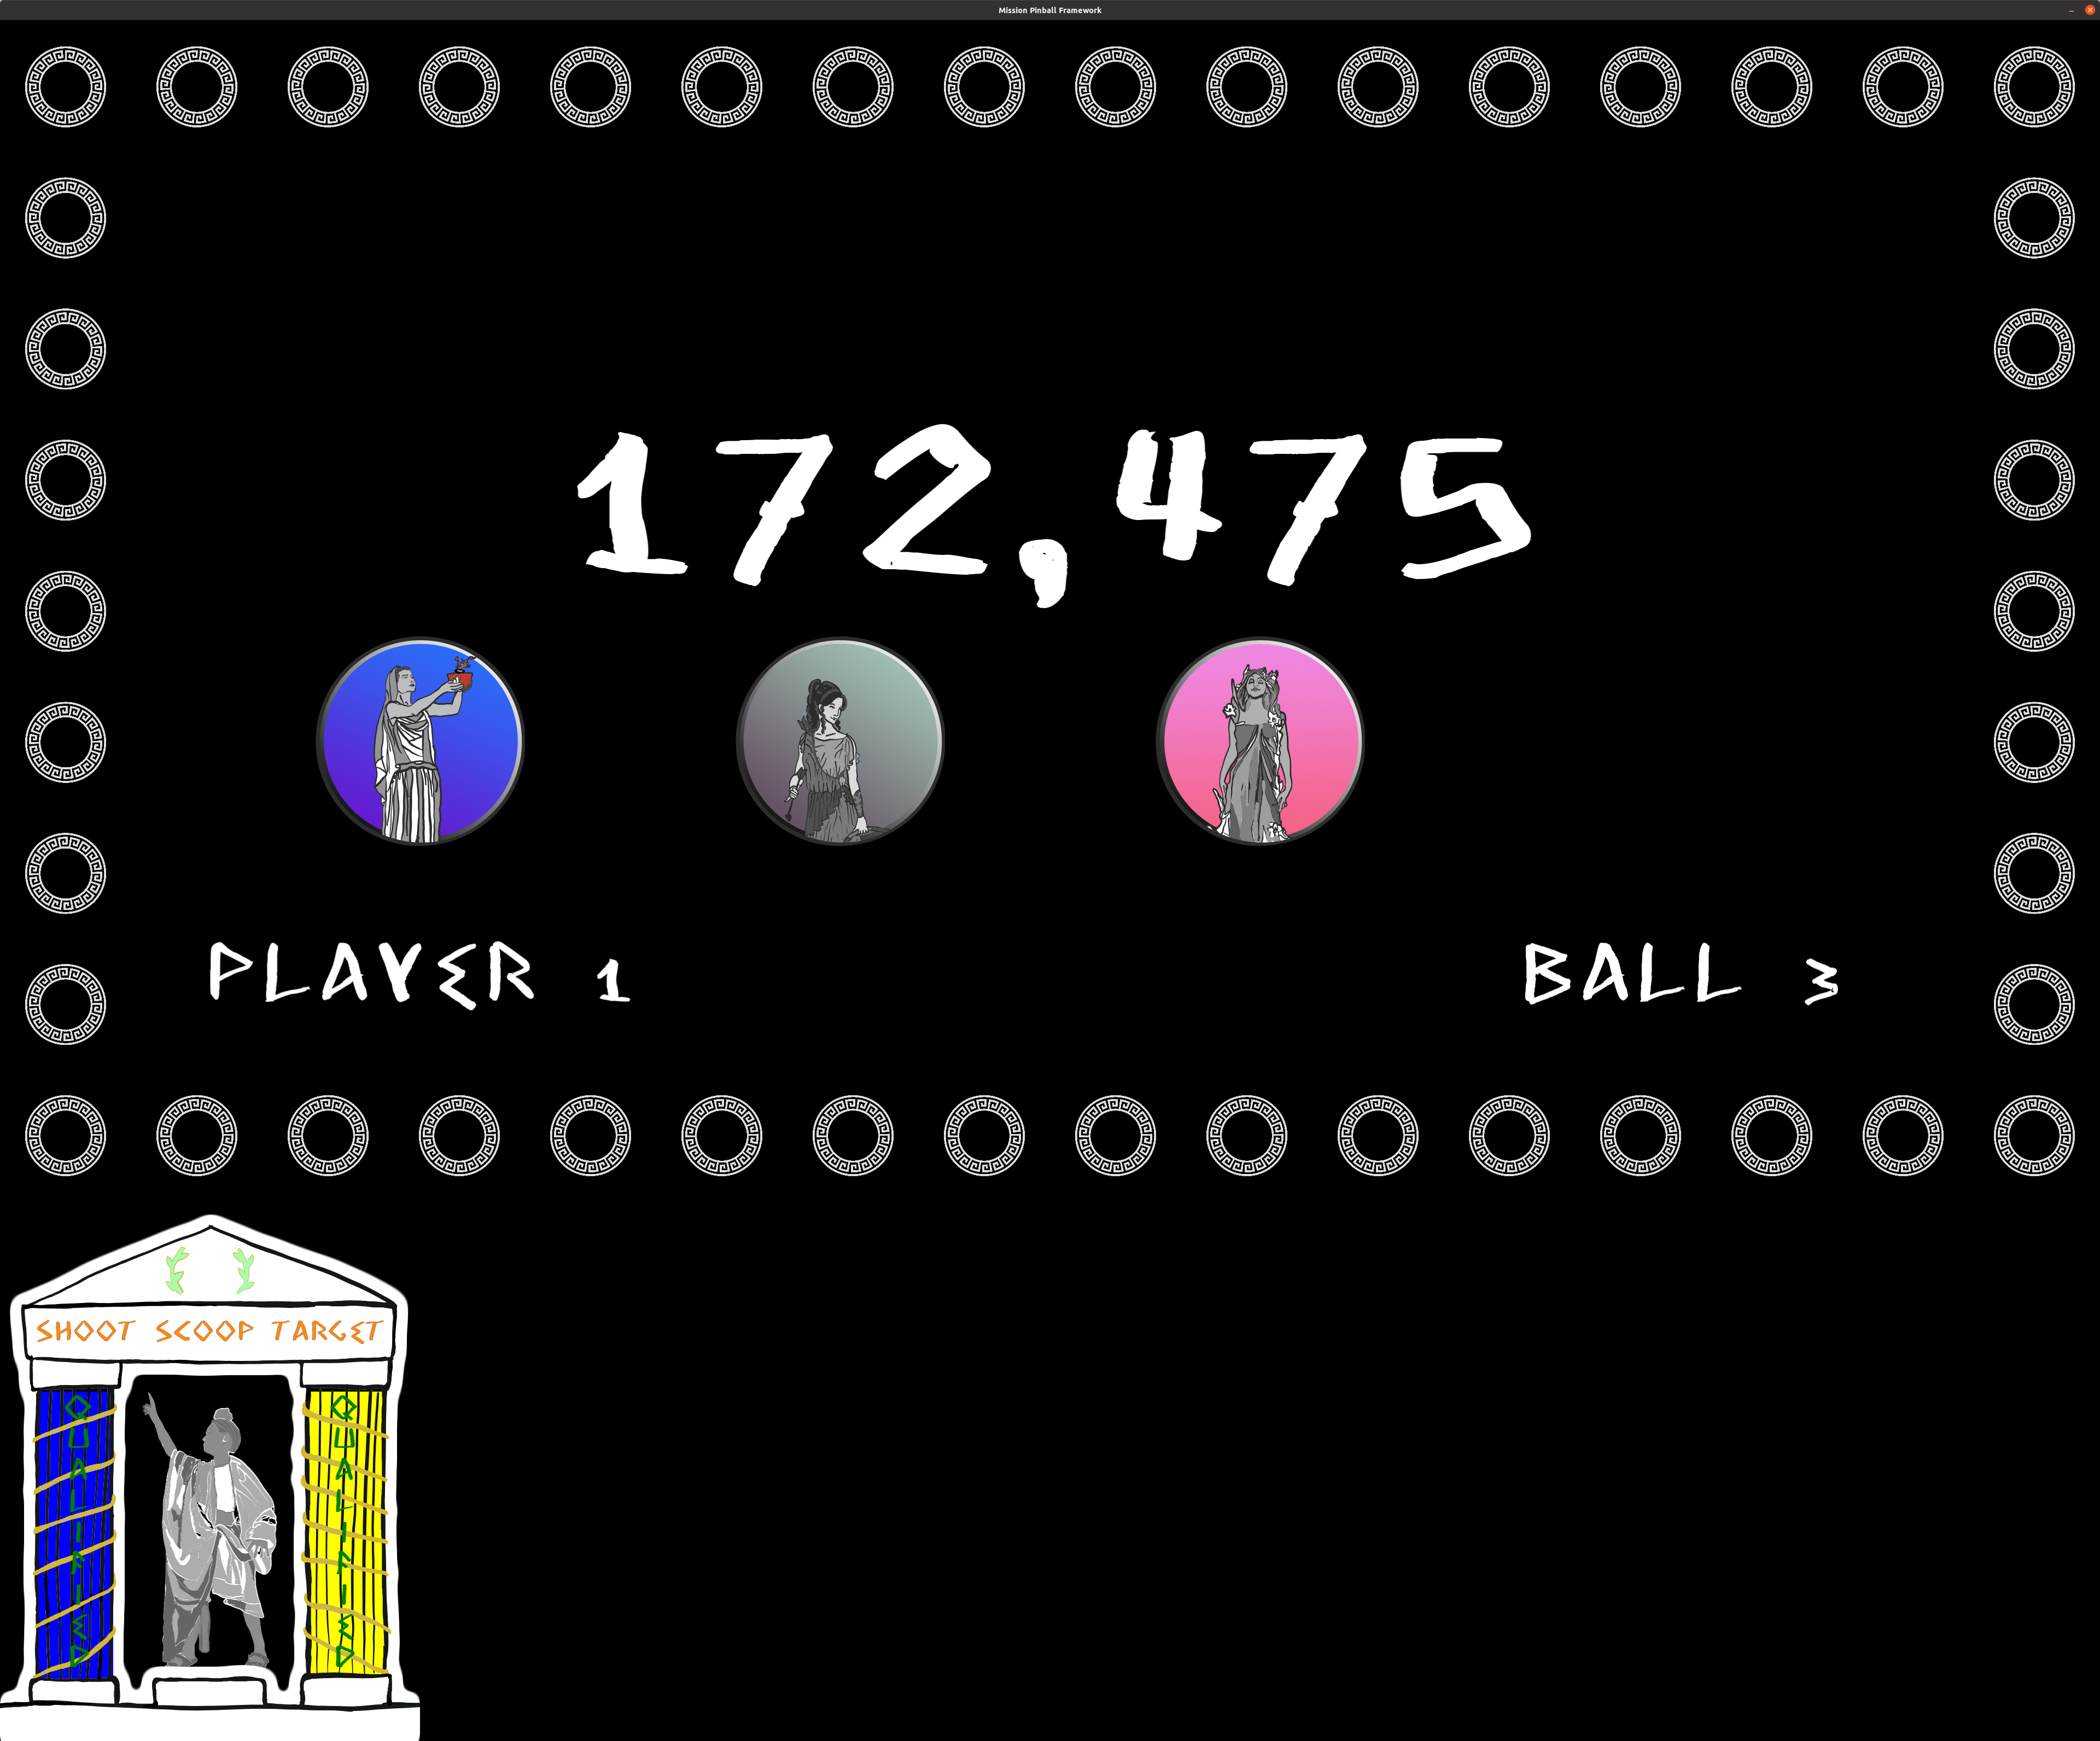 Mission Pinball Framework
172,475
PLAYER 1
BALL 3
SHOOT SCOOP TARGET
QUALIFIED
QUALIFIED